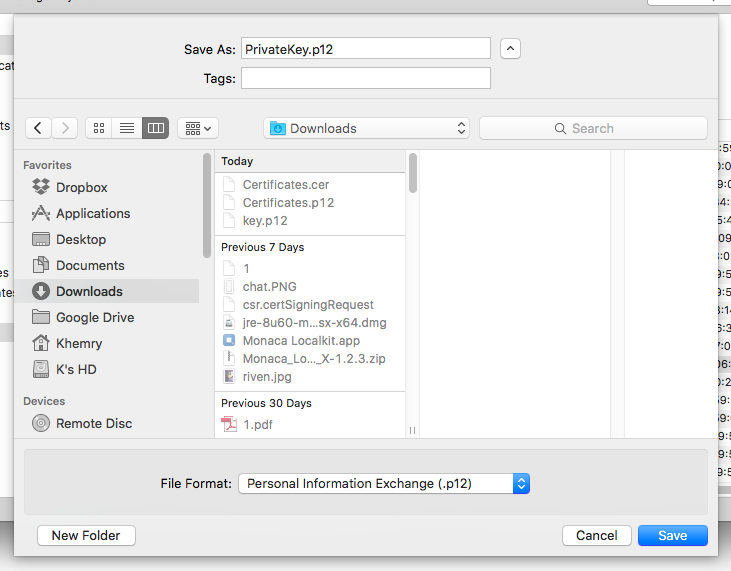 Save As: PrivateKey.p12
Tags:
Downloads
Search
Favorites
Dropbox
Applications
Desktop
Documents
Downloads
Google Drive
Khemry
K's HD
Devices
Remote Disc
Today
Certificates.cer
Certificates.p12
key.p12
Previous 7 Days
1
chat.PNG
csr.certSigningRequest
jre-8u60-m...sx-x64.dmg
Monaca Localkit.app
Monaca_Lo..._X-1.2.3.zip
riven.jpg
Previous 30 Days
1.pdf
File Format: Personal Information Exchange (.p12)
New Folder
Cancel
Save